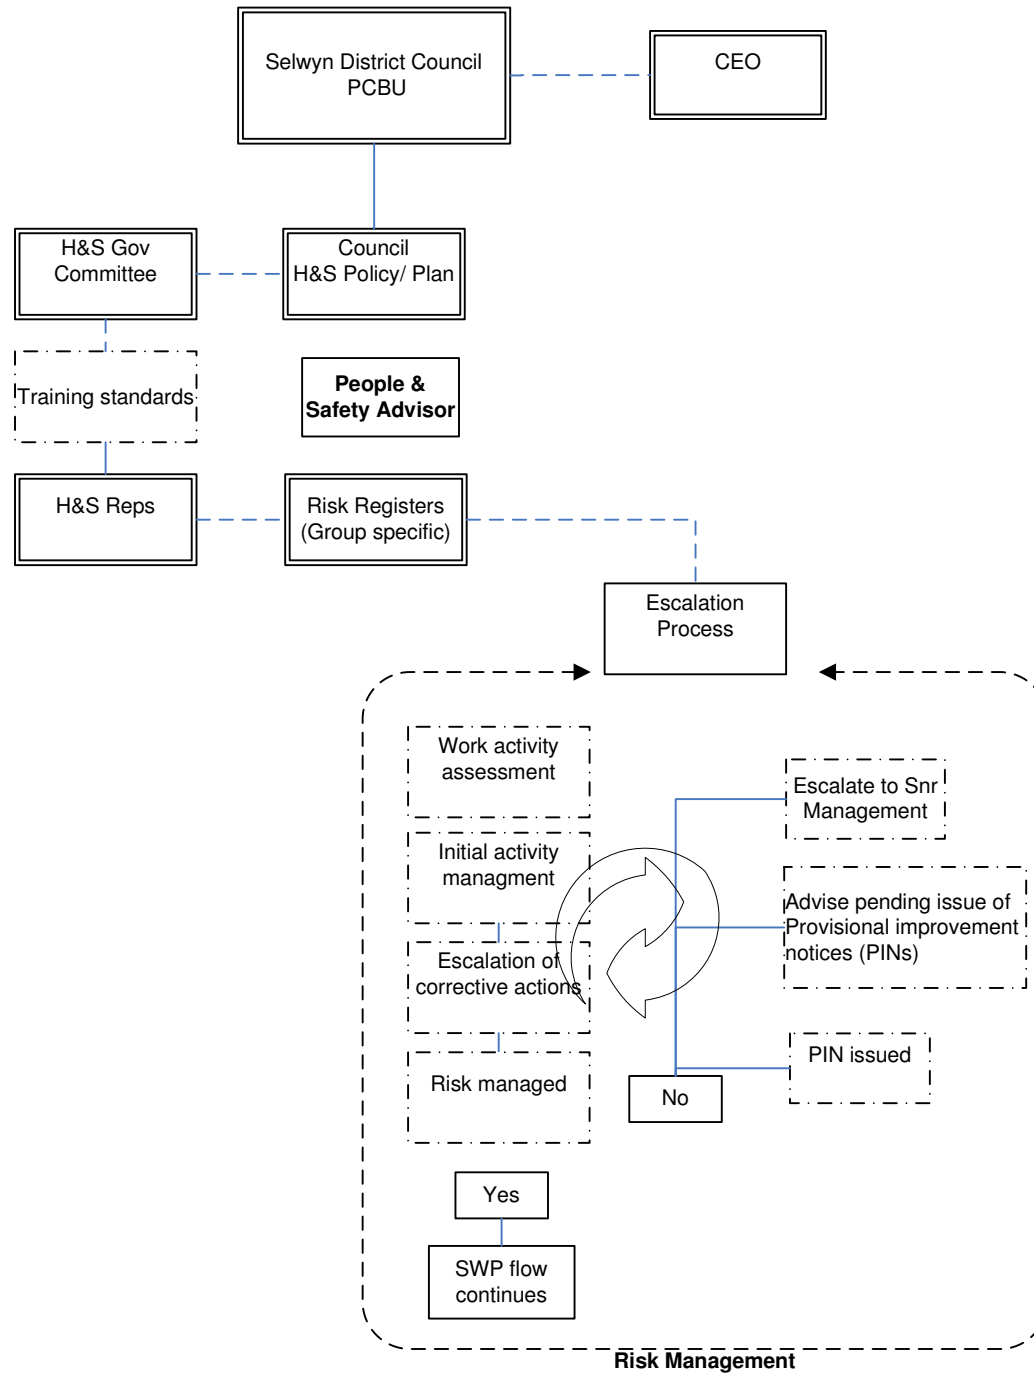 Selwyn District Council
PCBU
CEO
H&S Gov
Committee
Council
H&S Policy/ Plan
Training standards
People &
Safety Advisor
H&S Reps
Risk Registers
(Group specific)
Escalation
Process
Work activity
assessment
Initial activity
managment
Escalation of
corrective actions
Risk managed
Yes
SWP flow
continues
Escalate to Snr
Management
Advise pending issue of
Provisional improvement
notices (PINs)
PIN issued
No
Risk Management